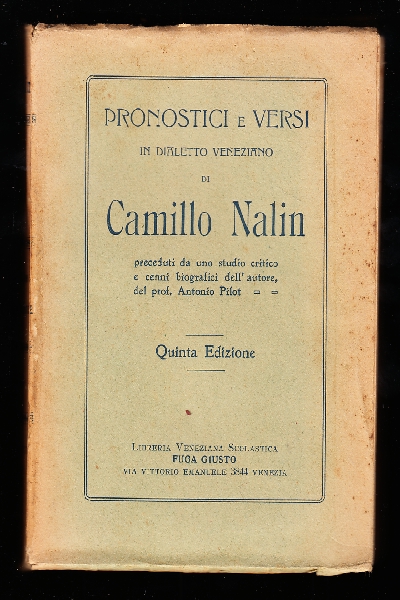 PRONOSTICI E VERSI
IN DIALETTO VENEZIANO
DI
Camillo Nalin
preceduti da uno studio critico
e cenni biografici dell' autore,
del prof. Antonio Pilot = =
Quinta Edizione
LIBRERIA VENEZIANA SCOLASTICA
FUGA GIUSTO
VIA VITTORIO EMANUELE 3844 VENEZIA